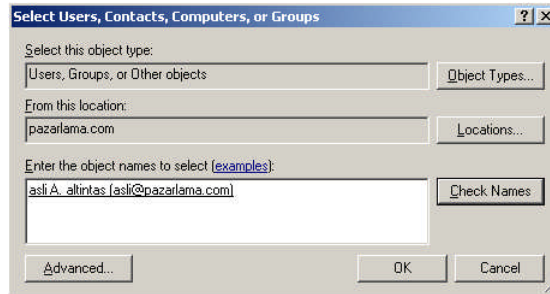 Select Users, Contacts, Computers, or Groups
Select this object type:
Users, Groups, or Other objects
Object Types...
From this location:
pazarlama.com
Locations...
Enter the object names to select (examples):
asli A. altintas (asli@pazarlama.com)
Check Names
Advanced...
OK
Cancel